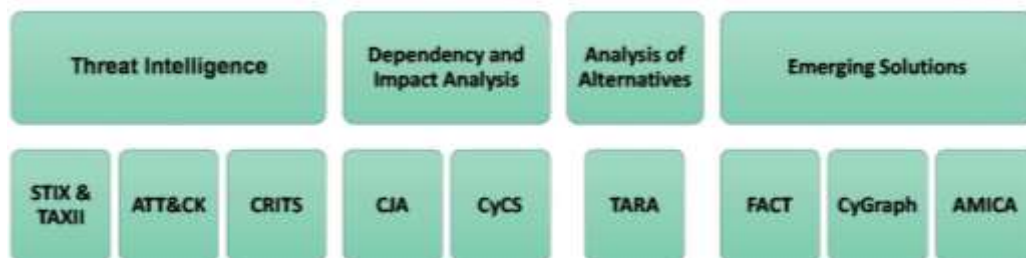 Threat Intelligence
Dependency and
Impact Analysis
Analysis of
Alternatives
Emerging Solutions
STIX &
TAXII
ATT&CK
CRITS
CJA
CyCS
TARA
FACT
CyGraph
AMICA